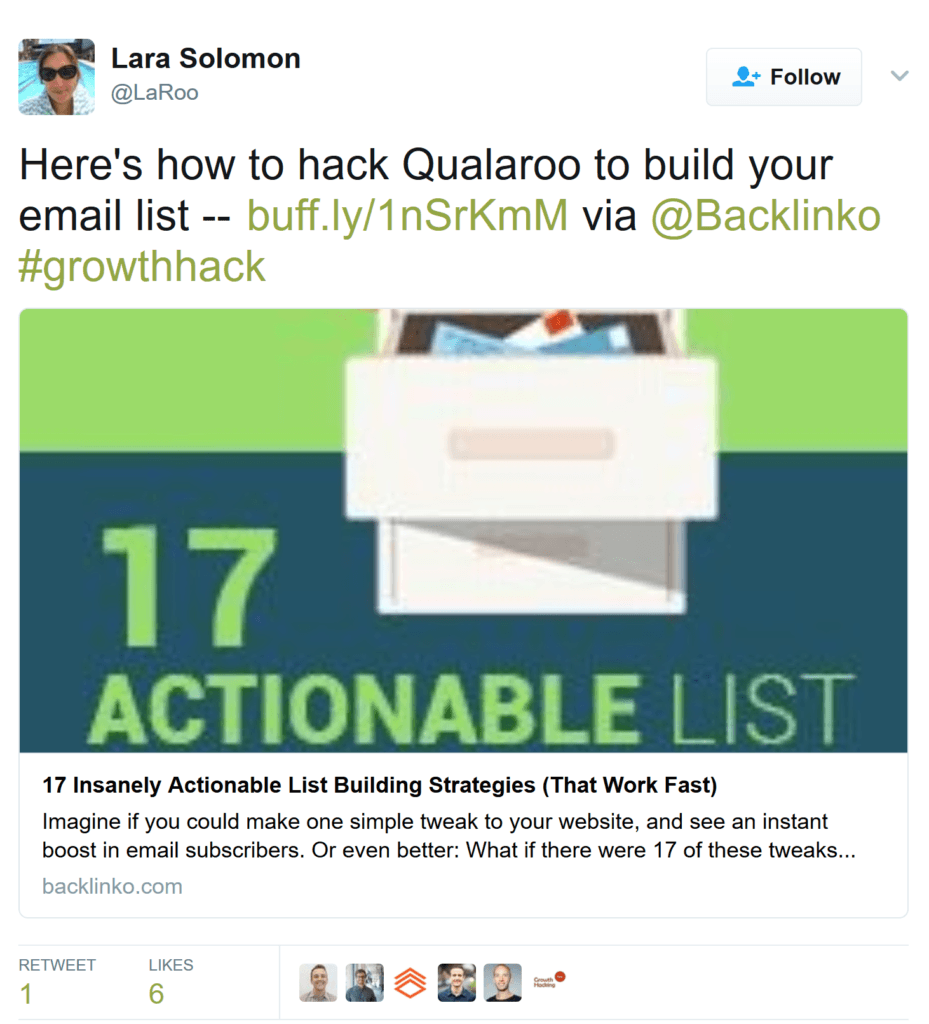 Lara Solomon
@LaRoo
Follow
Here's how to hack Qualaroo to build your
email list -- buff.ly/1nSrKmM via @Backlinko
#growthhack
17
ACTIONABLE LIST
17 Insanely Actionable List Building Strategies (That Work Fast)
Imagine if you could make one simple tweak to your website, and see an instant
boost in email subscribers. Or even better: What if there were 17 of these tweaks...
backlinko.com
RETWEET LIKES
1 6
Growth
Hacking